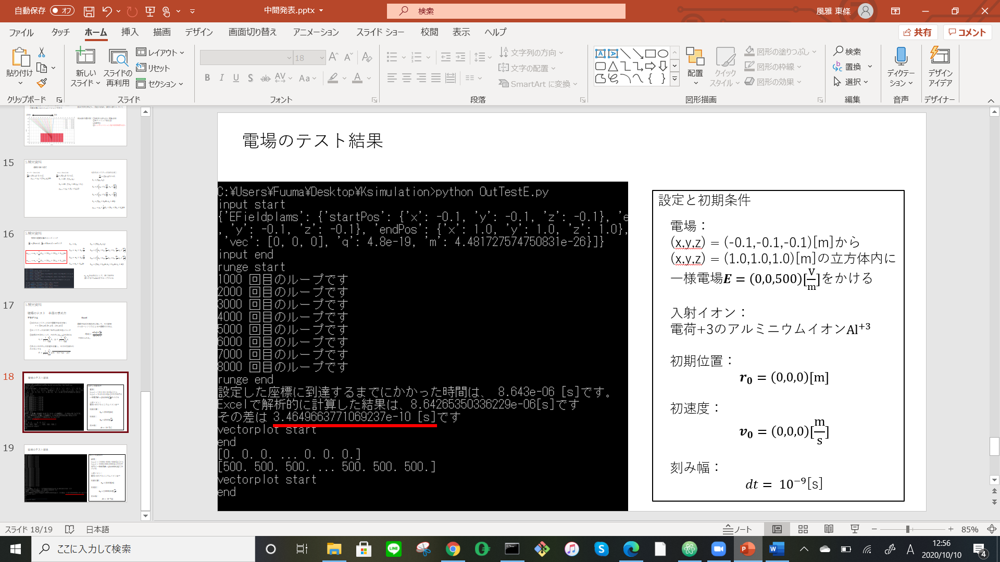 自動保存 オフ
中間発表.pptx
検索
風雅 東條
ファイル タッチ ホーム 挿入 描画 デザイン 画面切り替え アニメーション スライド ショー 校閲 表示 ヘルプ
共有 コメント
貼り付け
クリップボード
新しい
スライド
スライドの
再利用
レイアウト
リセット
セクション
スライド
18
B I U S ab AV Aa A
フォント
文字列の方向
文字の配置
SmartArt に変換
段落
配置
クイック
スタイル
図形の塗りつぶし
図形の枠線
図形の効果
図形描画
検索
置換
選択
編集
ディクテー
ション
音声
デザイン
アイデア
デザイナー
15
16
17
18
19
電場のテスト結果
C:¥Users¥Fuuma¥Desktop¥Ksimulation>python OutTestE.py
input start
{'EFieldplams': {'startPos': {'x': -0.1, 'y': -0.1, 'z': -0.1}, 'e
, 'y': -0.1, 'z': -0.1}, 'endPos': {'x': 1.0, 'y': 1.0, 'z': 1.0},
'vec': [0, 0, 0], 'q': 4.8e-19, 'm': 4.481727574750831e-26}]}
input end
runge start
1000 回目のループです
2000 回目のループです
3000 回目のループです
4000 回目のループです
5000 回目のループです
6000 回目のループです
7000 回目のループです
8000 回目のループです
runge end
設定した座標に到達するまでにかかった時間は、 8.643e-06 [s]です。
Excelで解析的に計算した結果は、8.64265350336229e-06[s]です
その差は 3.4649663771069237e-10 [s]です
vectorplot start
end
[0. 0. 0. ... 0. 0. 0.]
[500. 500. 500. ... 500. 500. 500.]
vectorplot start
end
設定と初期条件
電場：
(x,y,z) = (-0.1,-0.1,-0.1)[m]から
(x,y,z) = (1.0,1.0,1.0)[m]の立方体内に
一様電場E = (0,0,500)[V/m]をかける
入射イオン：
電荷+3のアルミニウムイオンAl⁺³
初期位置：
r₀ = (0,0,0)[m]
初速度：
v₀ = (0,0,0)[m/s]
刻み幅：
dt = 10⁻⁹[s]
スライド 18/19 日本語
ノート
85%
ここに入力して検索
A
12:56
2020/10/10
4